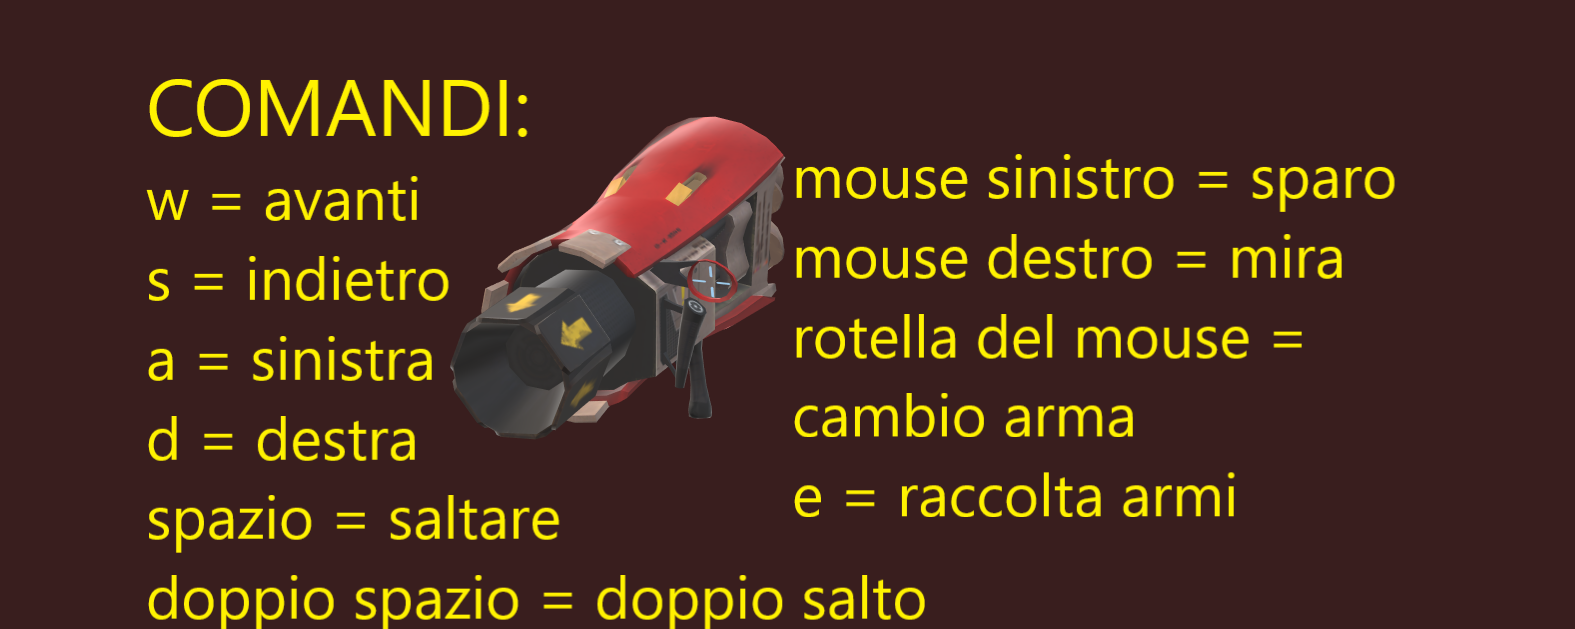 COMANDI:
w = avanti
s = indietro
a = sinistra
d = destra
spazio = saltare
doppio spazio = doppio salto
mouse sinistro = sparo
mouse destro = mira
rotella del mouse =
cambio arma
e = raccolta armi